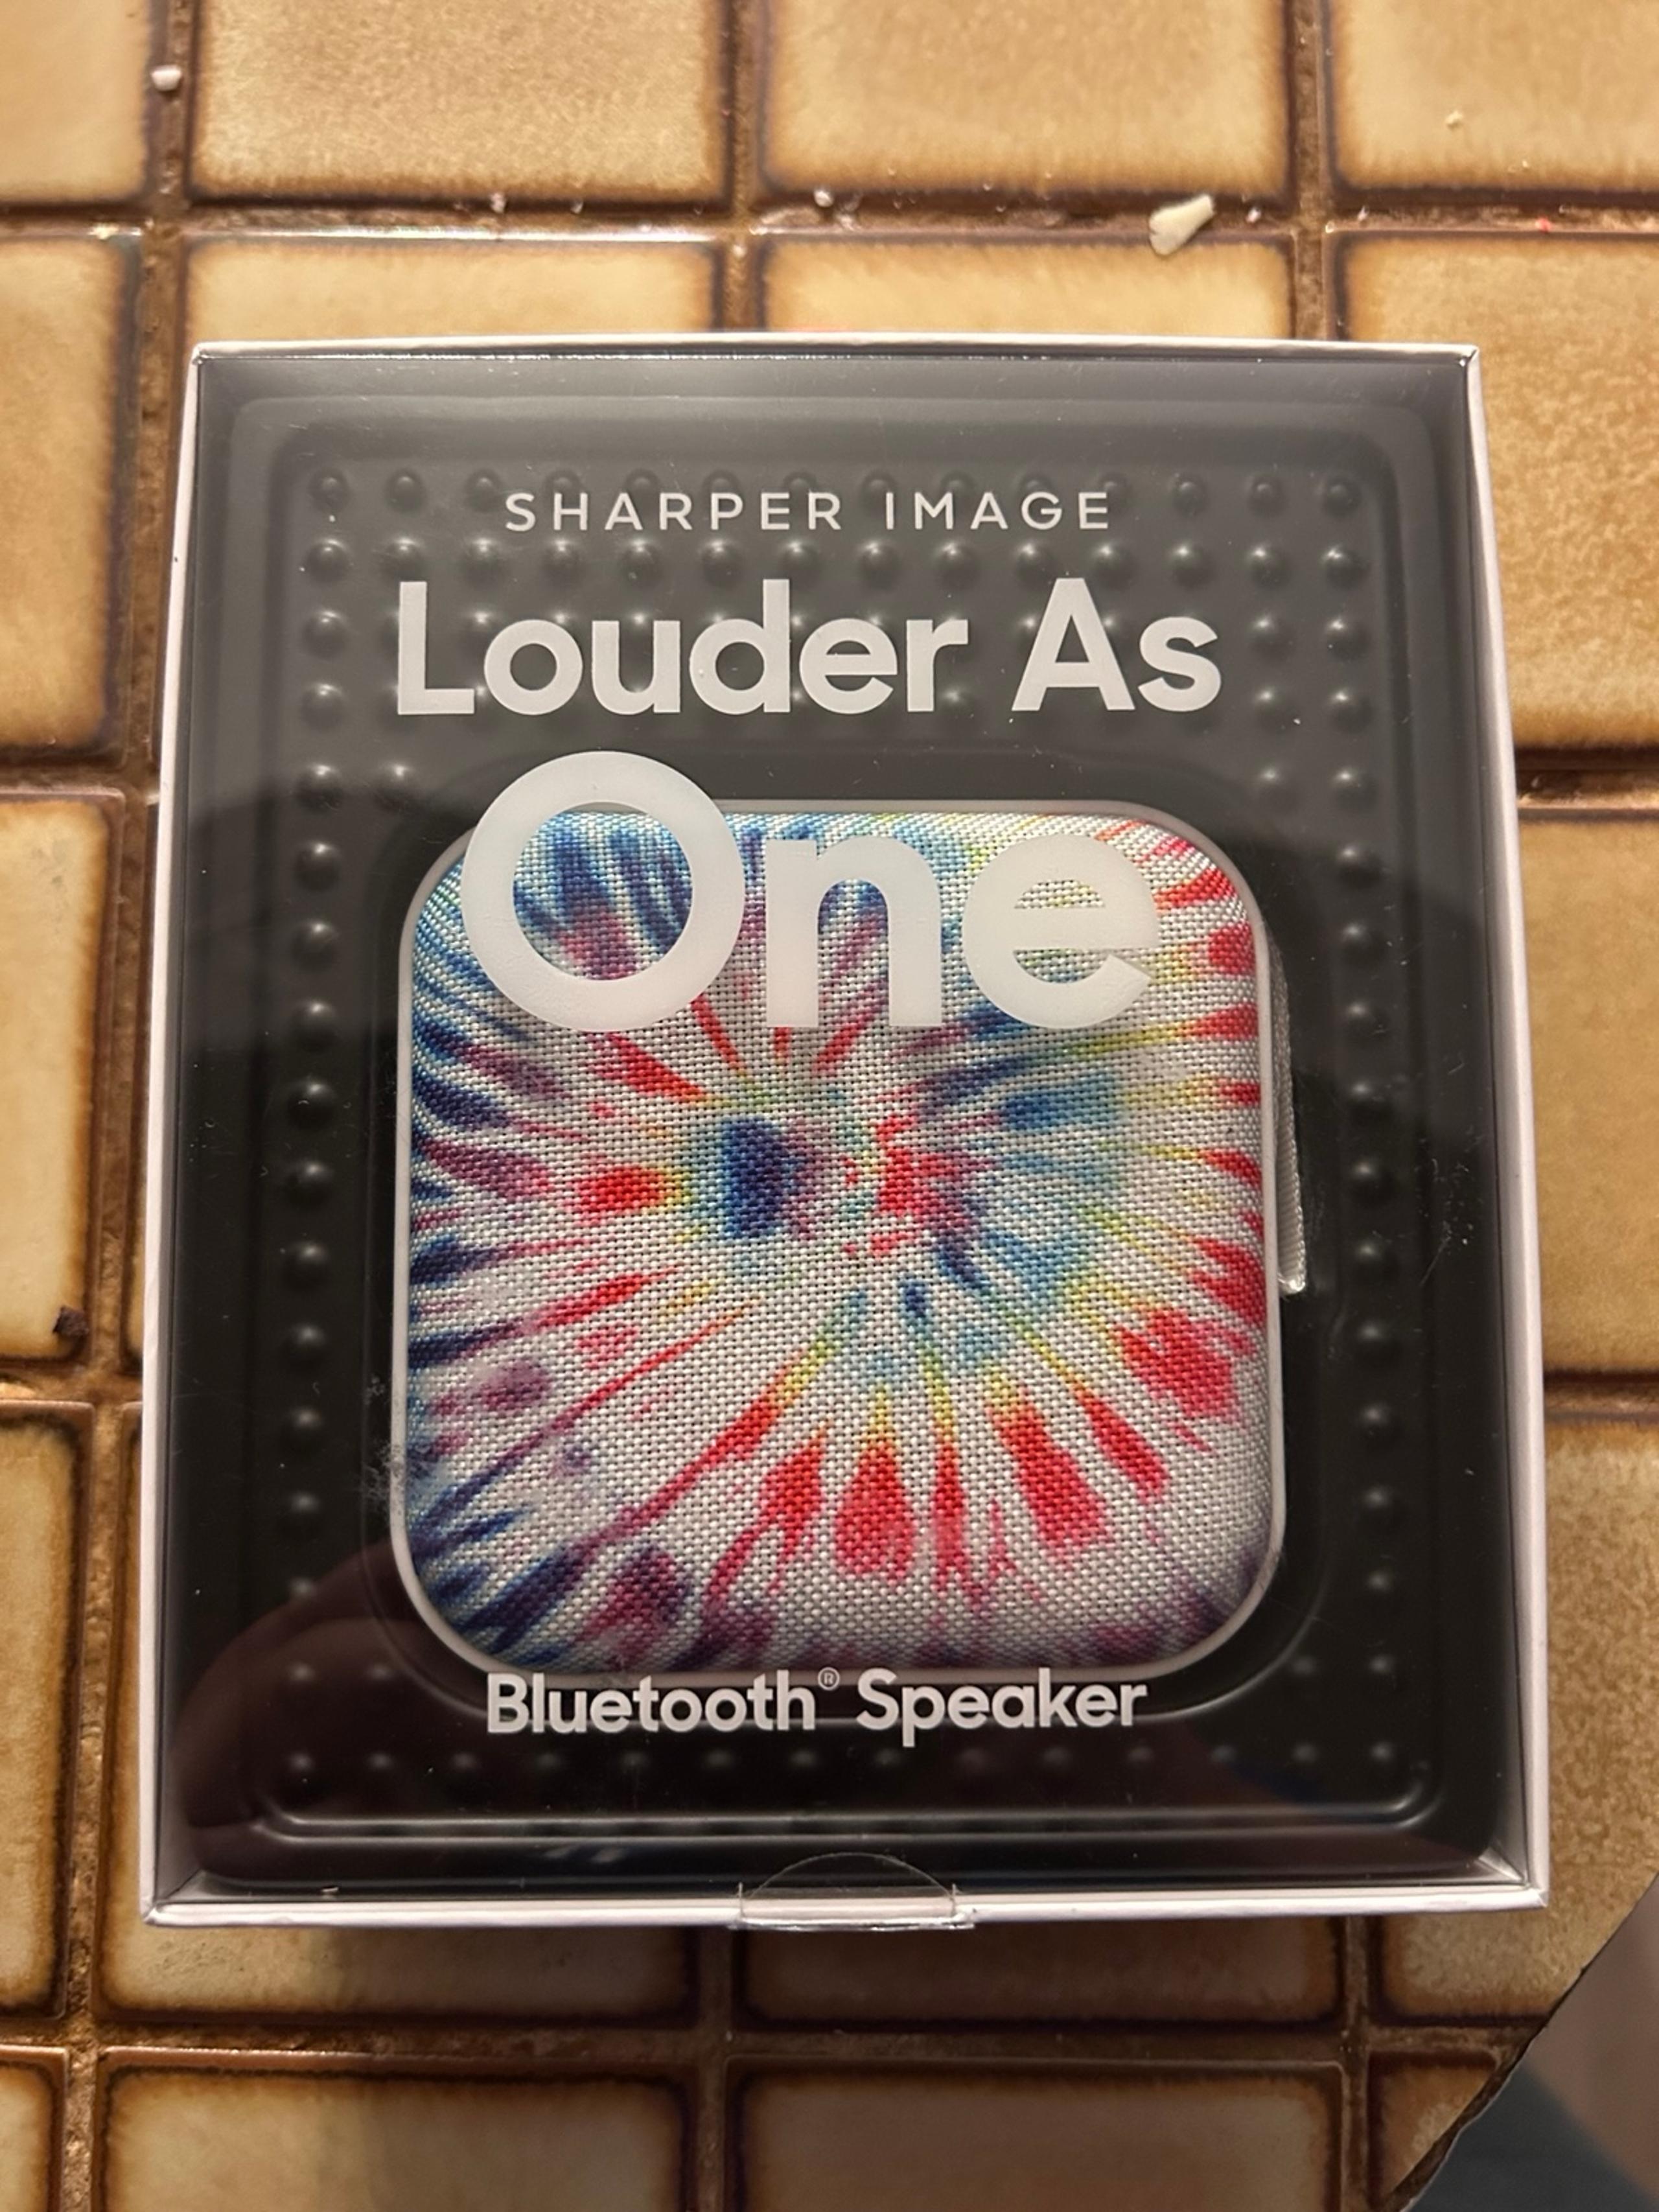 SHARPER IMAGE
Louder As
One
Bluetooth® Speaker